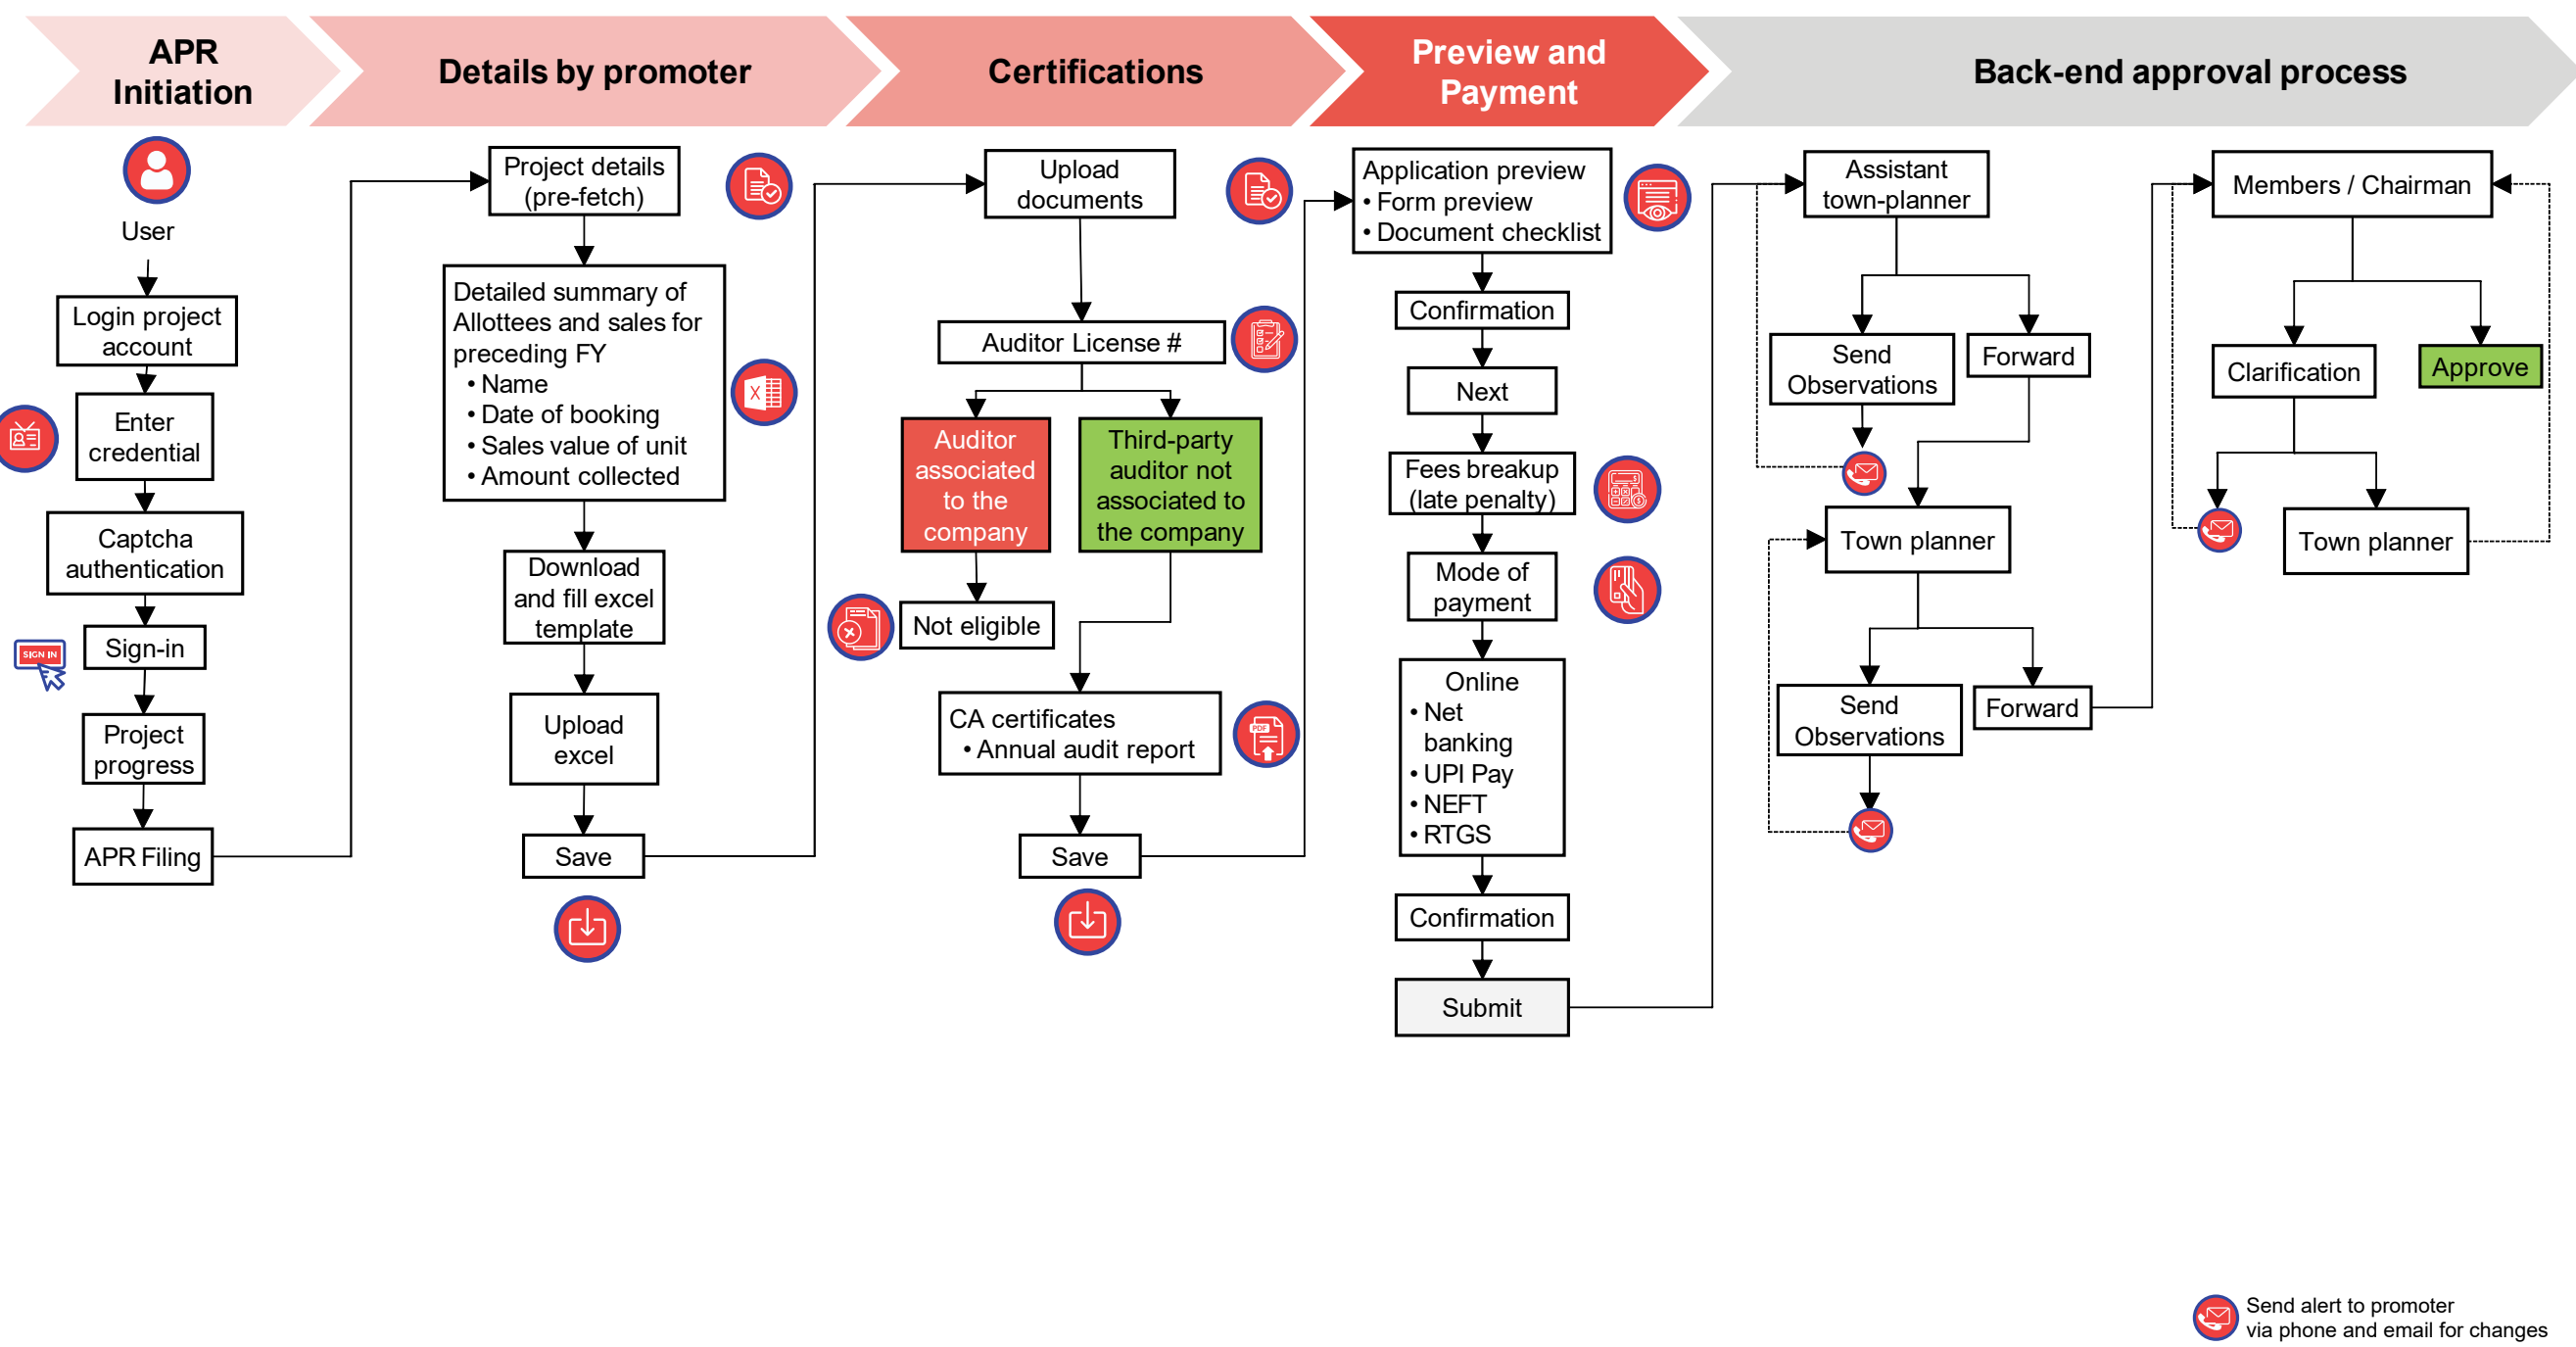 APR
Initiation
Details by promoter
Certifications
Preview and
Payment
Back-end approval process
User
Login project
account
Enter
credential
Captcha
authentication
SIGN IN
Sign-in
Project
progress
APR Filing
Project details
(pre-fetch)
Detailed summary of
Allottees and sales for
preceding FY
• Name
• Date of booking
• Sales value of unit
• Amount collected
X
Download
and fill excel
template
Upload
excel
Save
Upload
documents
Auditor License #
Auditor
associated
to the
company
Third-party
auditor not
associated to
the company
Not eligible
CA certificates
• Annual audit report
PDF
Save
Application preview
• Form preview
• Document checklist
Confirmation
Next
Fees breakup
(late penalty)
Mode of
payment
Online
• Net
banking
• UPI Pay
• NEFT
• RTGS
Confirmation
Submit
Assistant
town-planner
Send
Observations
Forward
Town planner
Send
Observations
Forward
Members / Chairman
Clarification
Approve
Town planner
Send alert to promoter
via phone and email for changes